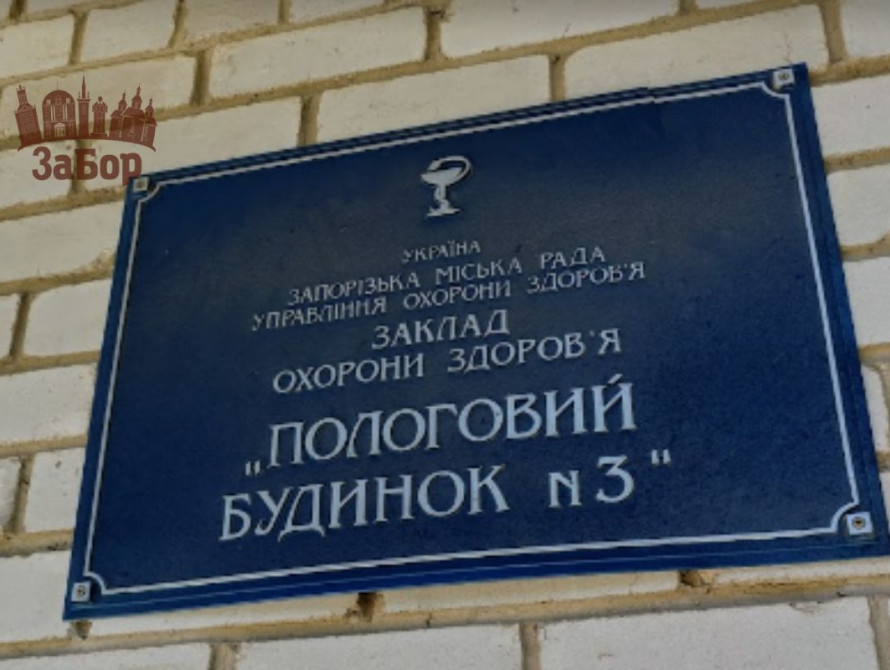 ЗаБор
УКРАЇНА
ЗАПОРІЗЬКА МІСЬКА РАДА
УПРАВЛІННЯ ОХОРОНИ ЗДОРОВ'Я
ЗАКЛАД
ОХОРОНИ ЗДОРОВ'Я
„ПОЛОГОВИЙ
БУДИНОК N3"